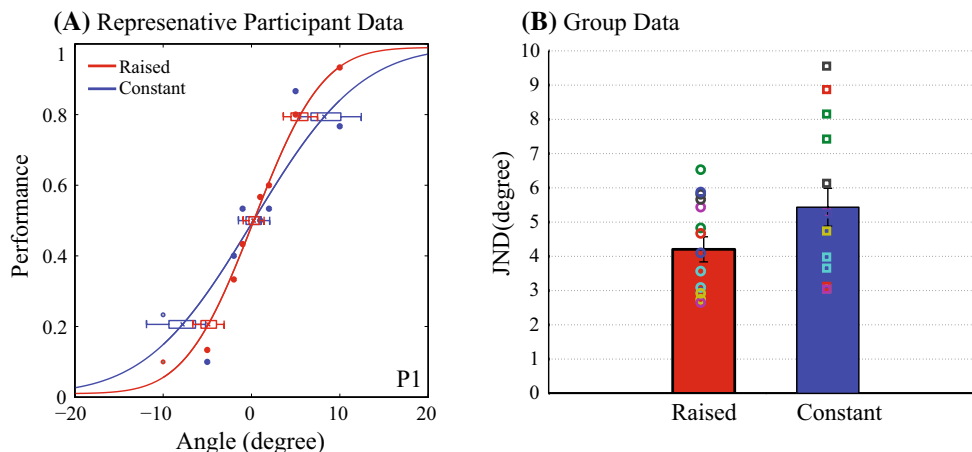 (A) Represenative Participant Data
1
0.8
0.6
0.4
0.2
0
Performance
Raised
Constant
P1
−20
−10
0
10
20
Angle (degree)
(B) Group Data
10
9
8
7
6
5
4
3
2
1
0
JND(degree)
Raised
Constant